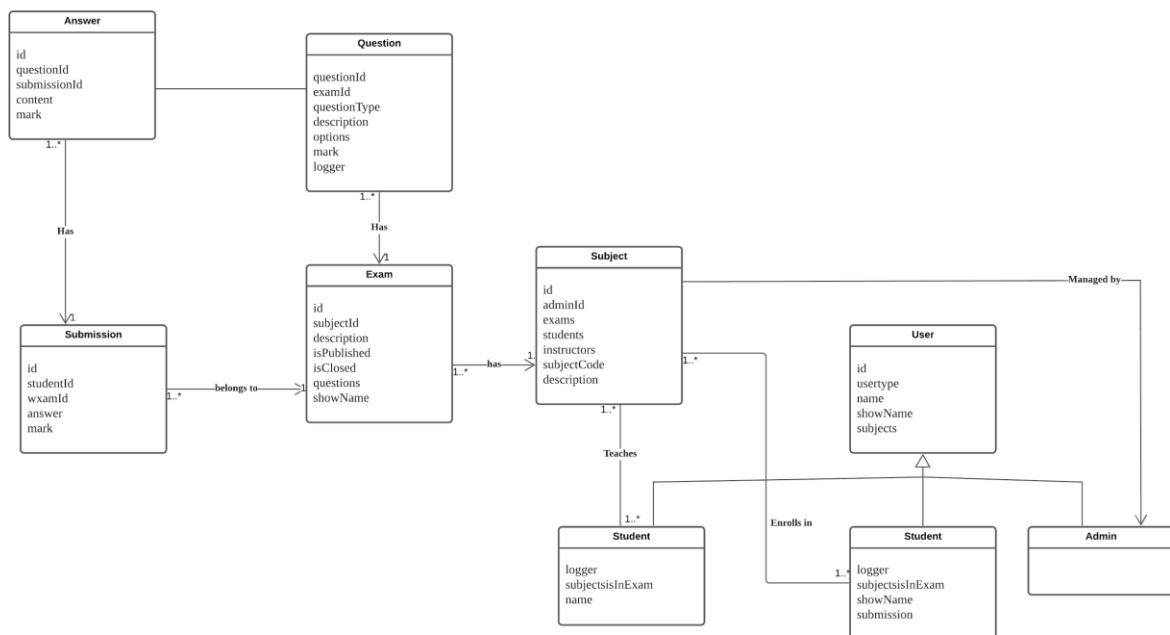 Answer
id
questionId
submissionId
content
mark
1..*
Has
1
Question
questionId
examId
questionType
description
options
mark
logger
1..*
Has
1
Submission
id
studentId
wxamId
answer
mark
1..*
belongs to
1
Exam
id
subjectId
description
isPublished
isClosed
questions
showName
1..*
has
1.
Subject
id
adminId
exams
students
instructors
subjectCode
description
1..*
Teaches
1..*
1..*
Enrolls in
1..*
Managed by
User
id
usertype
name
showName
subjects
Student
logger
subjectsisInExam
name
Student
logger
subjectsisInExam
showName
submission
Admin